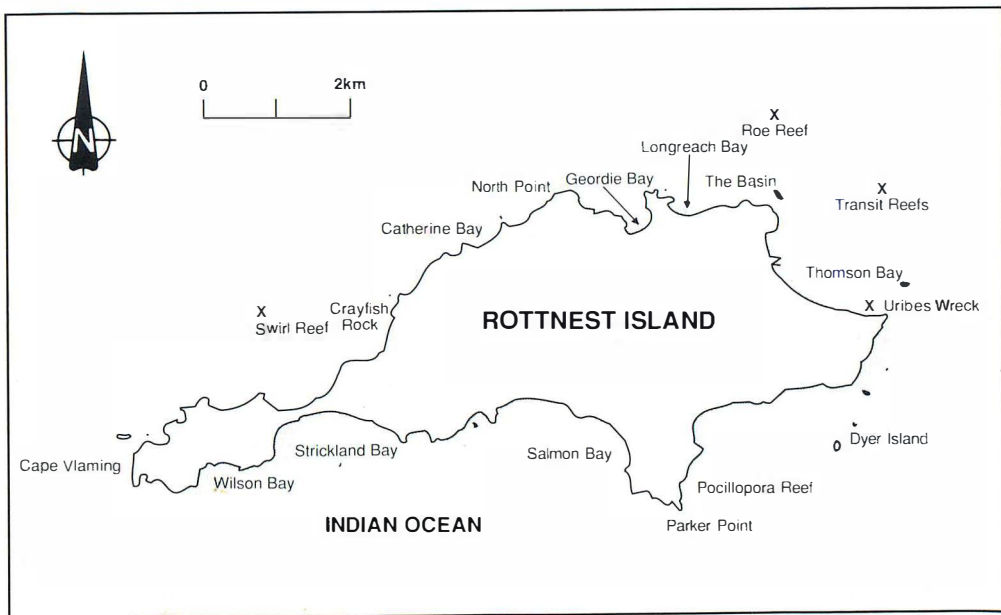 0 2km
N
X
Roe Reef
Longreach Bay
Geordie Bay
The Basin
North Point
X
Transit Reefs
Catherine Bay
Thomson Bay
X Uribes Wreck
X
Swirl Reef
Crayfish
Rock
ROTTNEST ISLAND
Dyer Island
Strickland Bay
Salmon Bay
Cape Vlaming
Wilson Bay
Pocillopora Reef
INDIAN OCEAN
Parker Point